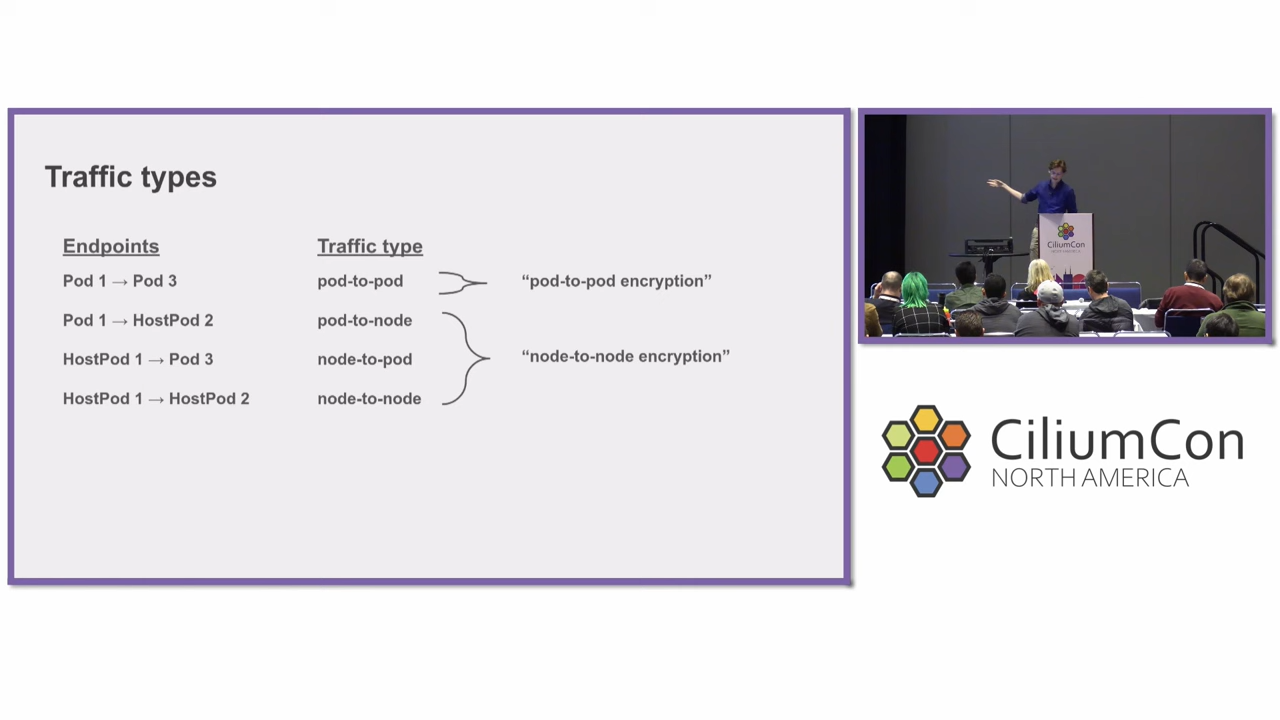 Traffic types
Endpoints Traffic type
Pod 1 → Pod 3 pod-to-pod “pod-to-pod encryption”
Pod 1 → HostPod 2 pod-to-node
HostPod 1 → Pod 3 node-to-pod “node-to-node encryption”
HostPod 1 → HostPod 2 node-to-node
CiliumCon
CiliumCon
NORTH AMERICA